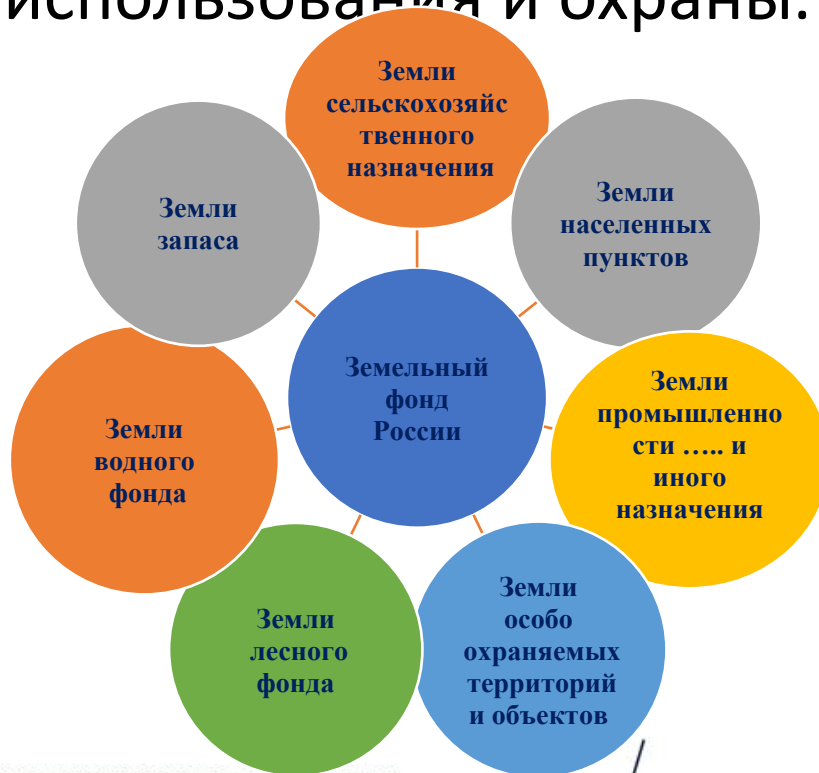 использования и охраны.
Земли
сельскохозяйс
твенного
назначения
Земли
населенных
пунктов
Земли
промышленно
сти ….. и
иного
назначения
Земли
особо
охраняемых
территорий
и объектов
Земли
лесного
фонда
Земли
водного
фонда
Земли
запаса
Земельный
фонд
России